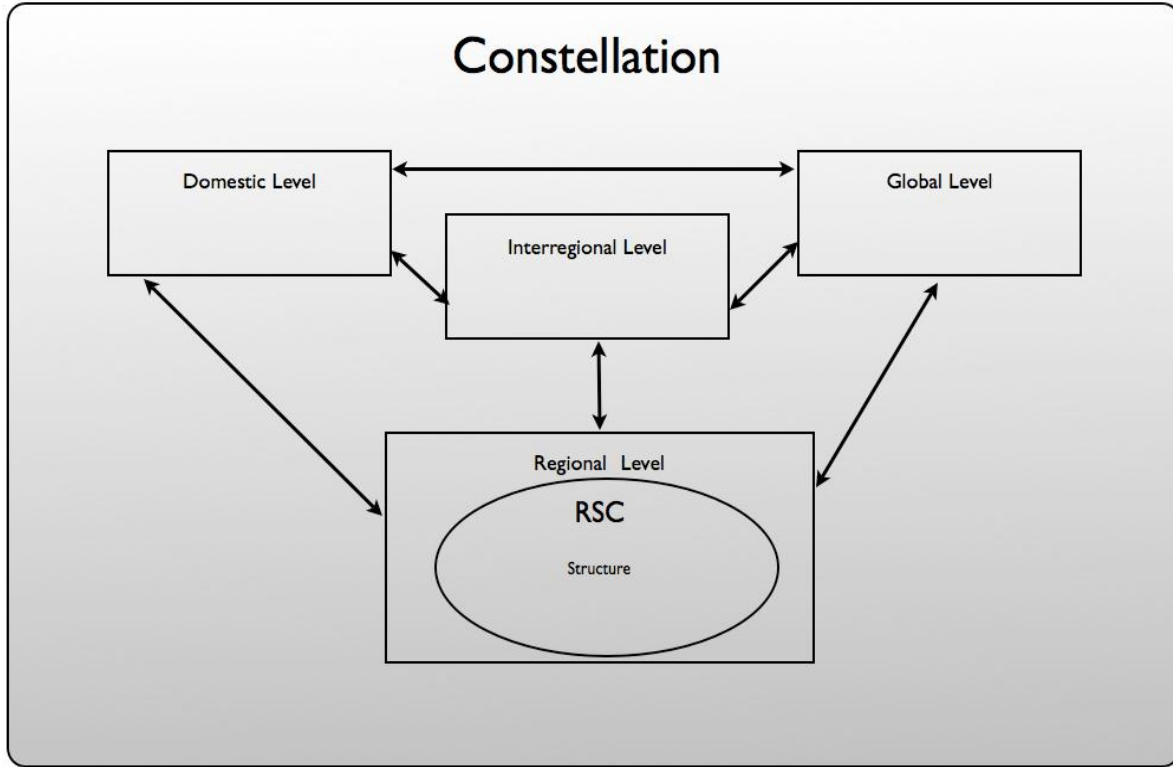 Constellation
Domestic Level
Global Level
Interregional Level
Regional Level
RSC
Structure